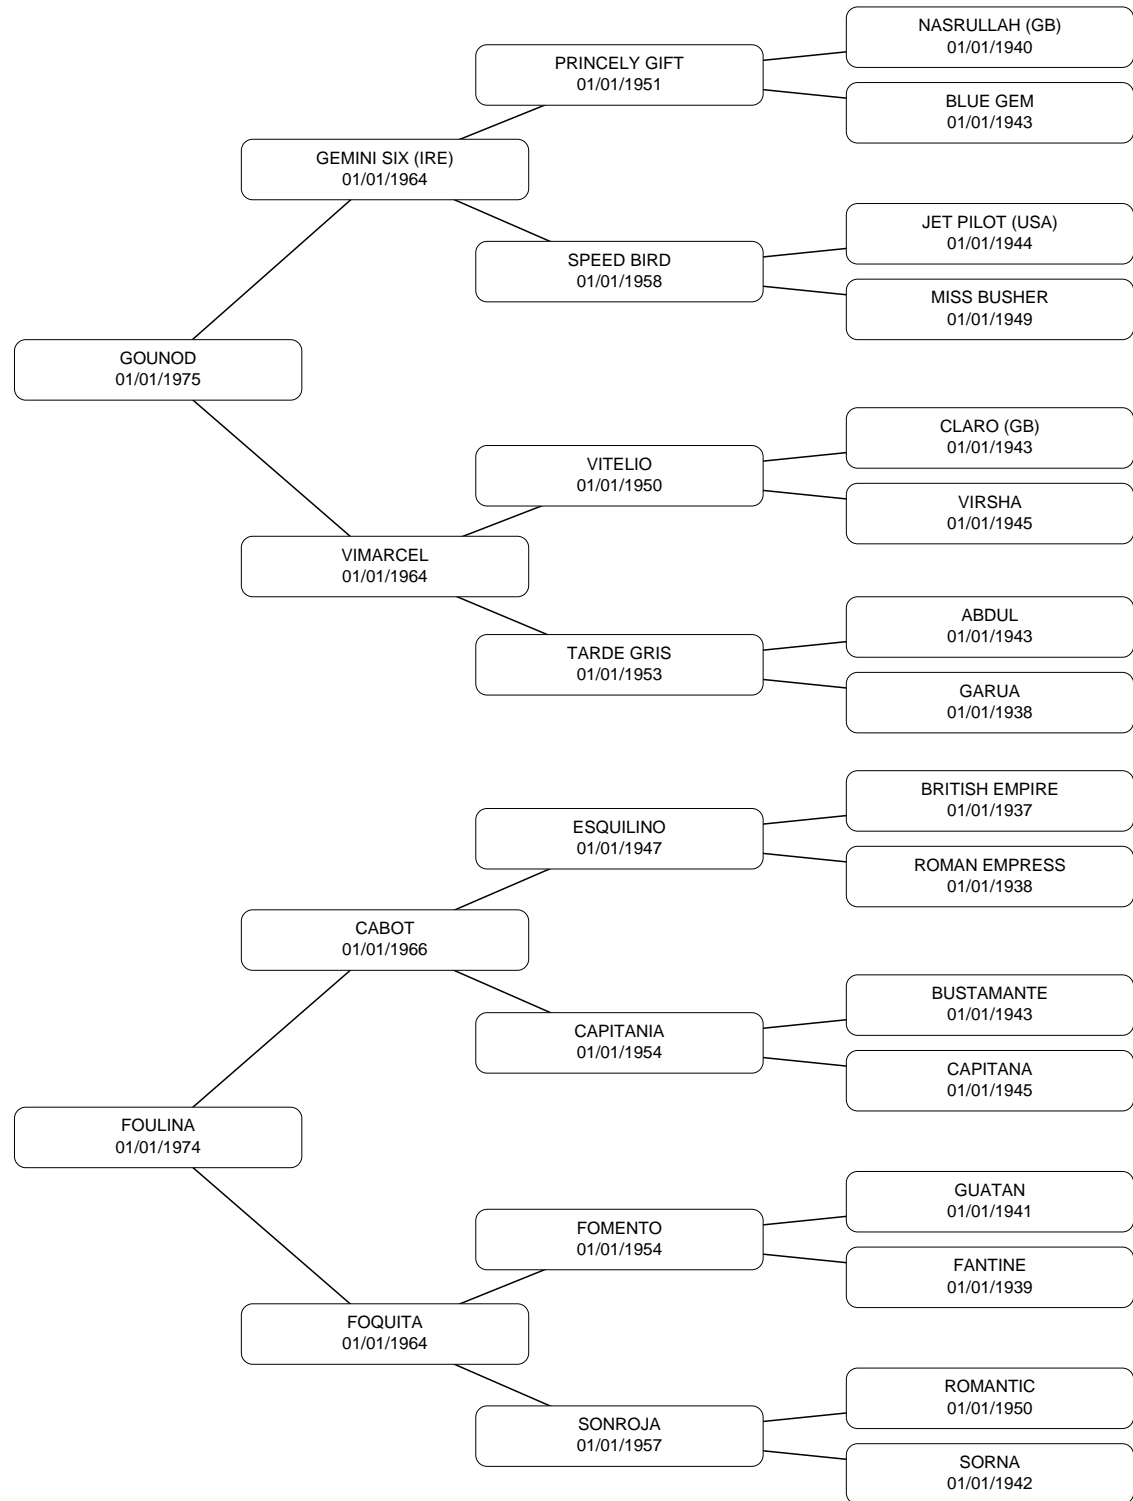 NASRULLAH (GB)
01/01/1940
PRINCELY GIFT
01/01/1951
BLUE GEM
01/01/1943
GEMINI SIX (IRE)
01/01/1964
JET PILOT (USA)
01/01/1944
SPEED BIRD
01/01/1958
MISS BUSHER
01/01/1949
GOUNOD
01/01/1975
CLARO (GB)
01/01/1943
VITELIO
01/01/1950
VIRSHA
01/01/1945
VIMARCEL
01/01/1964
ABDUL
01/01/1943
TARDE GRIS
01/01/1953
GARUA
01/01/1938
BRITISH EMPIRE
01/01/1937
ESQUILINO
01/01/1947
ROMAN EMPRESS
01/01/1938
CABOT
01/01/1966
BUSTAMANTE
01/01/1943
CAPITANIA
01/01/1954
CAPITANA
01/01/1945
FOULINA
01/01/1974
GUATAN
01/01/1941
FOMENTO
01/01/1954
FANTINE
01/01/1939
FOQUITA
01/01/1964
ROMANTIC
01/01/1950
SONROJA
01/01/1957
SORNA
01/01/1942